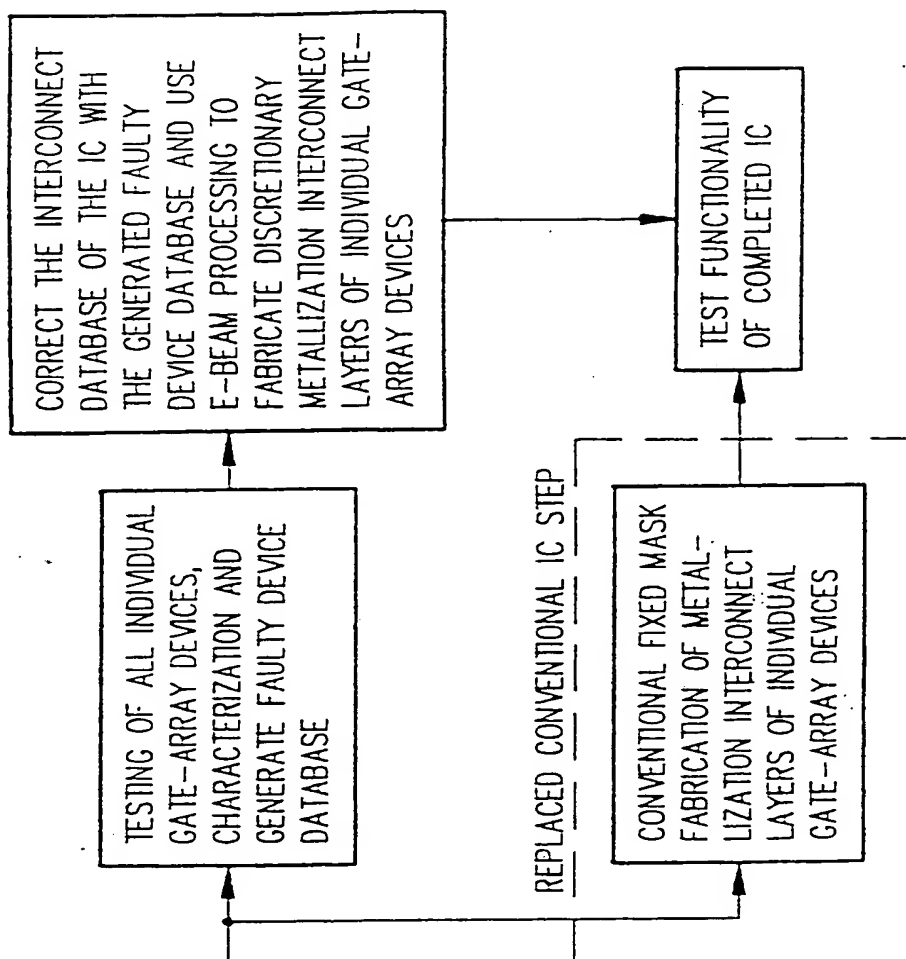 TESTING OF ALL INDIVIDUAL
GATE-ARRAY DEVICES,
CHARACTERIZATION AND
GENERATE FAULTY DEVICE
DATABASE
CORRECT THE INTERCONNECT
DATABASE OF THE IC WITH
THE GENERATED FAULTY
DEVICE DATABASE AND USE
E-BEAM PROCESSING TO
FABRICATE DISCRETIONARY
METALLIZATION INTERCONNECT
LAYERS OF INDIVIDUAL GATE-
ARRAY DEVICES
REPLACED CONVENTIONAL IC STEP
CONVENTIONAL FIXED MASK
FABRICATION OF METAL-
LIZATION INTERCONNECT
LAYERS OF INDIVIDUAL
GATE-ARRAY DEVICES
TEST FUNCTIONALITY
OF COMPLETED IC